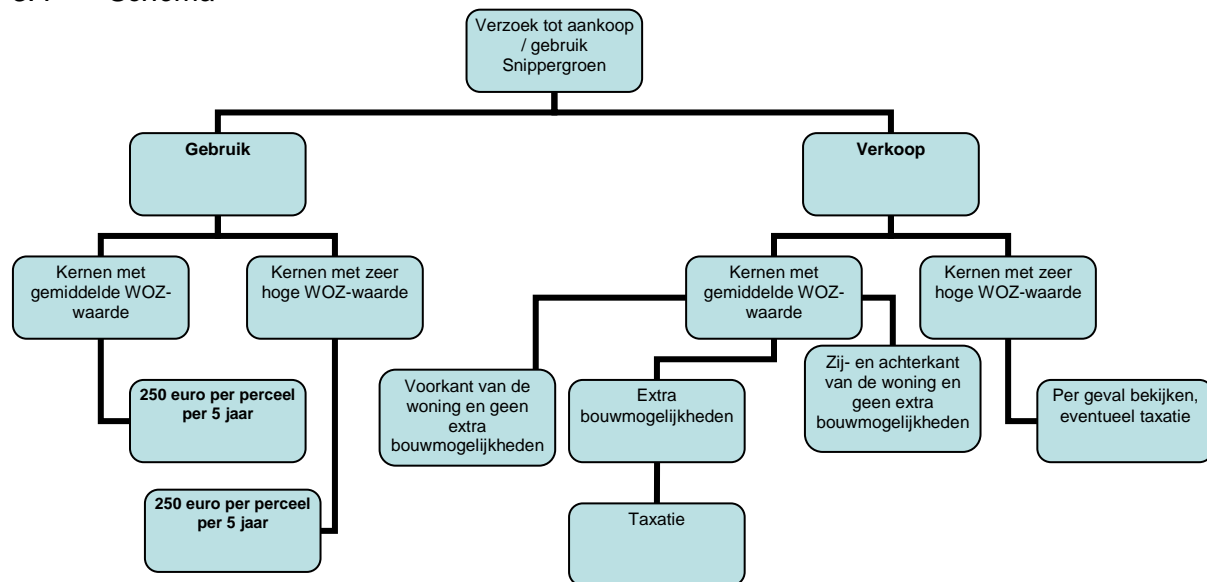 Schema
Verzoek tot aankoop
/ gebruik
Snippergroen
Gebruik
Verkoop
Kernen met
gemiddelde WOZ-
waarde
Kernen met zeer
hoge WOZ-waarde
Kernen met
gemiddelde WOZ-
waarde
Kernen met zeer
hoge WOZ-waarde
250 euro per perceel
per 5 jaar
250 euro per perceel
per 5 jaar
Voorkant van de
woning en geen
extra
bouwmogelijkheden
Extra
bouwmogelijkheden
Zij- en achterkant
van de woning en
geen extra
bouwmogelijkheden
Per geval bekijken,
eventueel taxatie
Taxatie